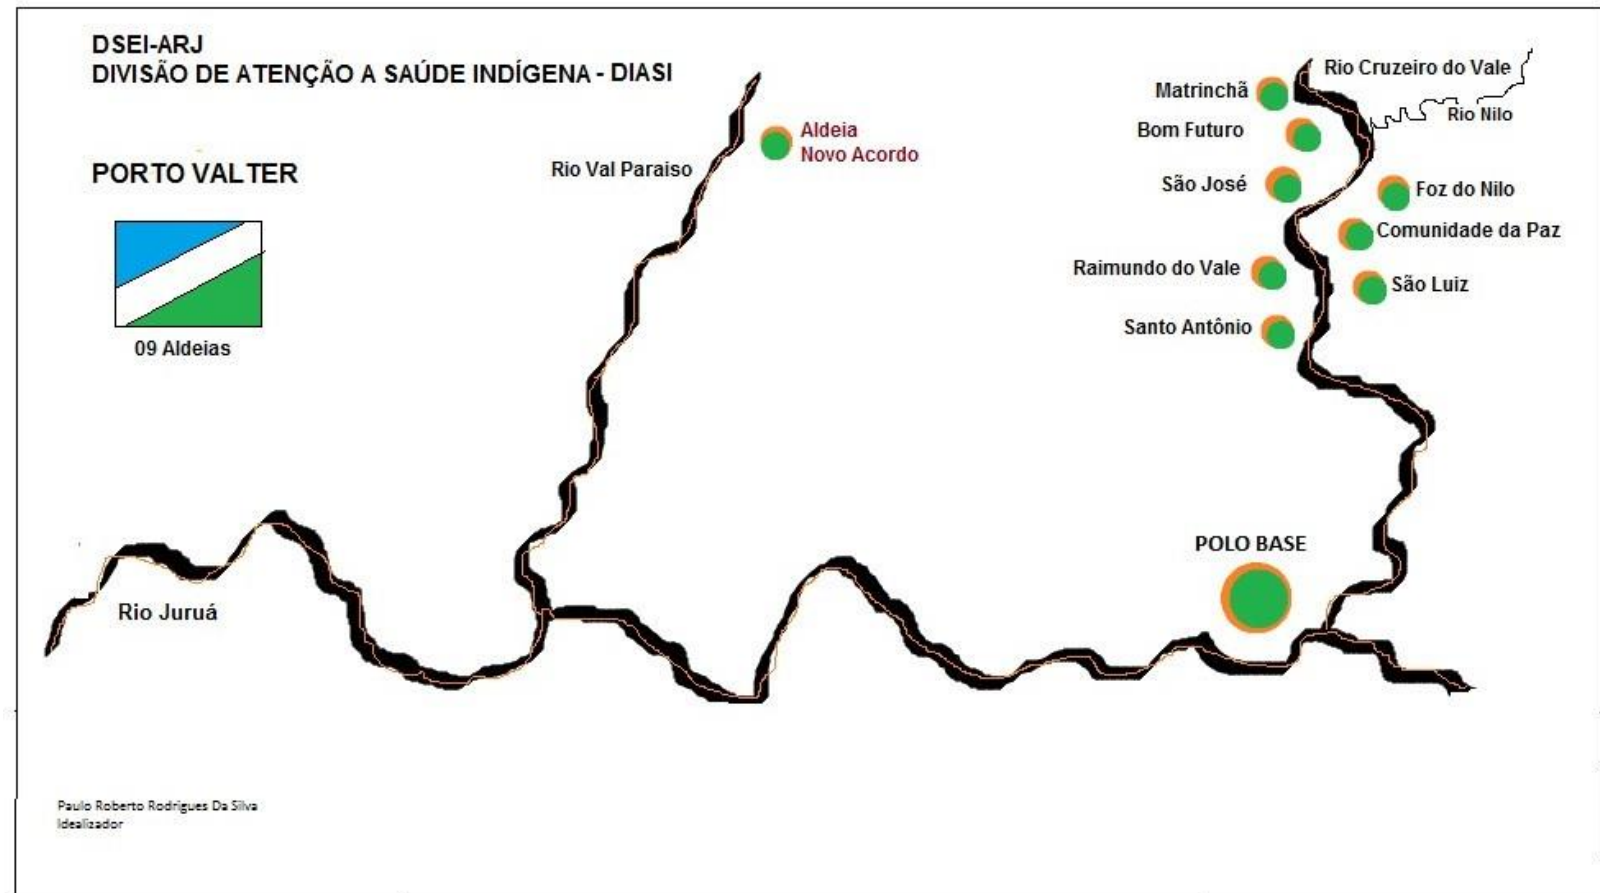 DSEI-ARJ
DIVISÃO DE ATENÇÃO A SAÚDE INDÍGENA - DIASI
PORTO VALTER
09 Aldeias
Rio Val Paraiso
Aldeia
Novo Acordo
Rio Cruzeiro do Vale
Rio Nilo
Matrinchã
Bom Futuro
São José
Foz do Nilo
Comunidade da Paz
Raimundo do Vale
São Luiz
Santo Antônio
POLO BASE
Rio Juruá
Paulo Roberto Rodrigues Da Silva
Idealizador